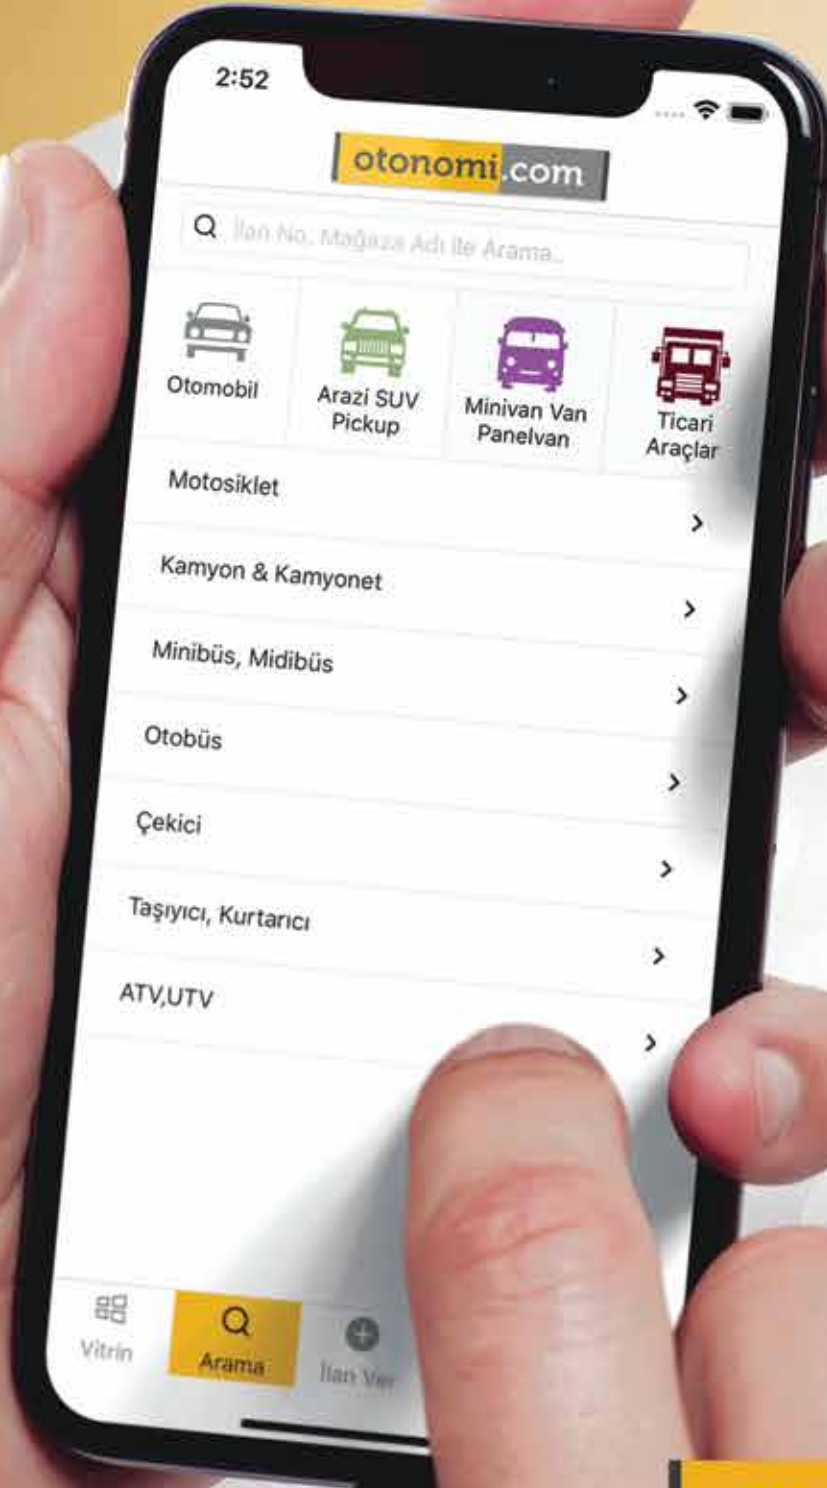 2:52
otonomi.com
İlan No, Mağaza Adı ile Arama..
Otomobil
Arazi SUV
Pickup
Minivan Van
Panelvan
Ticari
Araçlar
Motosiklet
Kamyon & Kamyonet
Minibüs, Midibüs
Otobüs
Çekici
Taşıyıcı, Kurtarıcı
ATV,UTV
Vitrin
Arama
İlan Ver